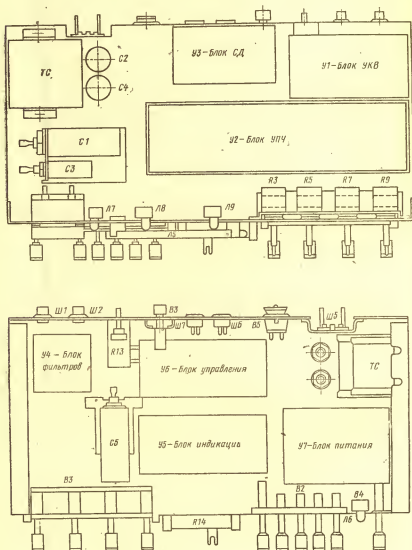 ТС
С2
С4
У3-Блок СД
У1-Блок УКВ
У2-Блок УПЧ
С1
С3
R3
R5
R7
R9
Л7
Л8
Л9
Л5
Ш1
Ш2
В3
Ш7
Ш6
В5
Ш5
У4 - Блок
фильтров
R13
У6-Блок управления
ТС
С5
У5-Блок индикации
У7-Блок питания
В3
R14
В2
В4
Л6